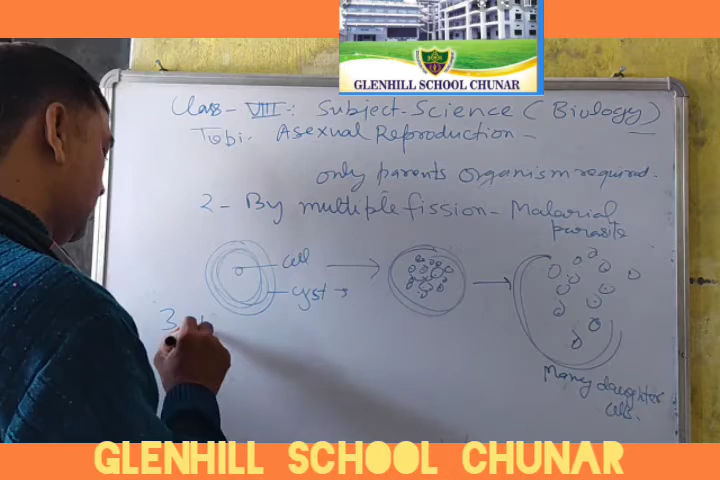 GLENHILL SCHOOL CHUNAR
Class - VIII : Subject - Science ( Biology )
Tobi - Asexual Reproduction -
only parents organism required.
2 - By multiple fission - Malarial
parasite
cell
cyst
Many daughter
cells.
3.
GLENHILL SCHOOL CHUNAR